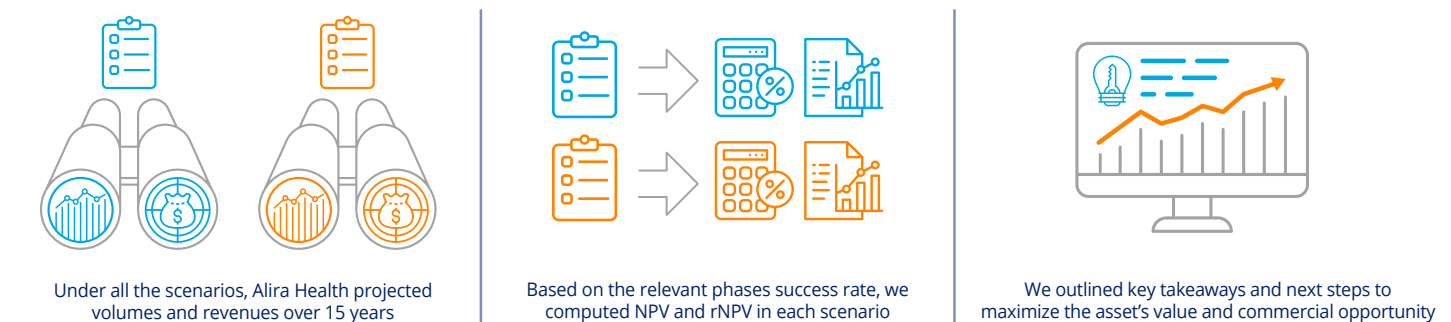 Under all the scenarios, Alira Health projected
volumes and revenues over 15 years
Based on the relevant phases success rate, we
computed NPV and rNPV in each scenario
We outlined key takeaways and next steps to
maximize the asset's value and commercial opportunity